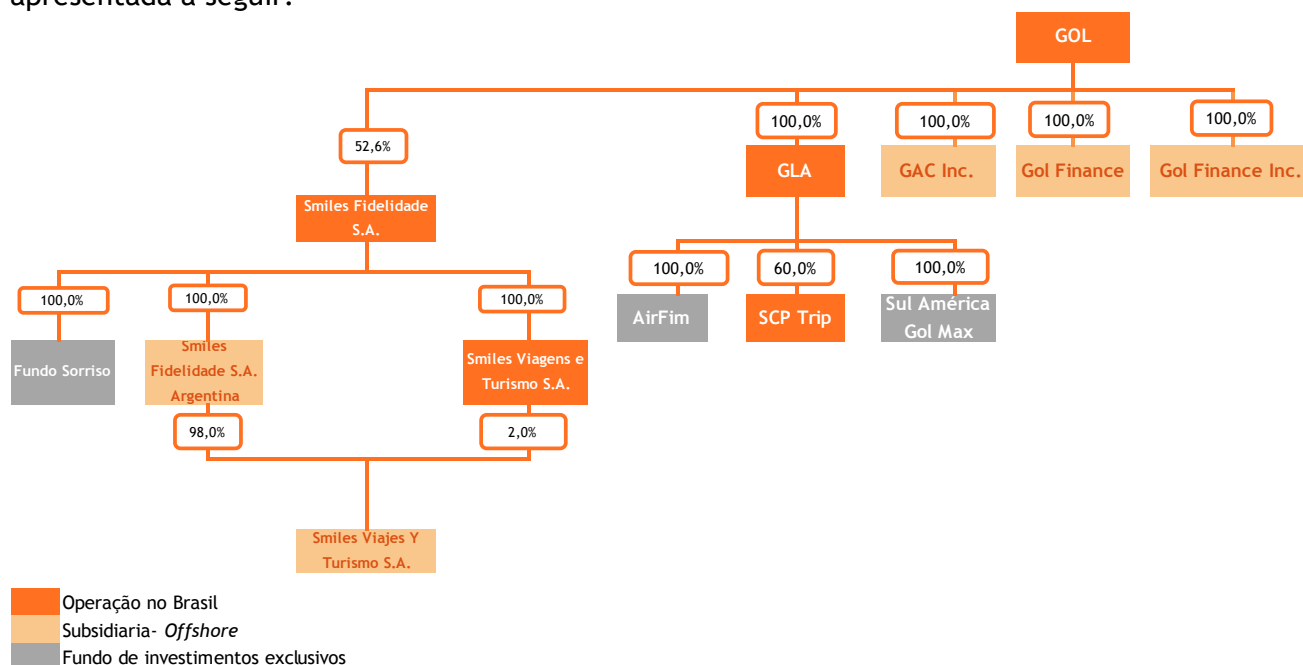 apresentada a seguir:
GOL
52,6%
100,0%
100,0%
100,0%
100,0%
GLA
GAC Inc.
Gol Finance
Gol Finance Inc.
Smiles Fidelidade
S.A.
100,0%
60,0%
100,0%
AirFim
SCP Trip
Sul América
Gol Max
100,0%
100,0%
100,0%
Fundo Sorriso
Smiles
Fidelidade S.A.
Argentina
Smiles Viagens e
Turismo S.A.
98,0%
2,0%
Smiles Viajes Y
Turismo S.A.
Operação no Brasil
Subsidiaria- Offshore
Fundo de investimentos exclusivos